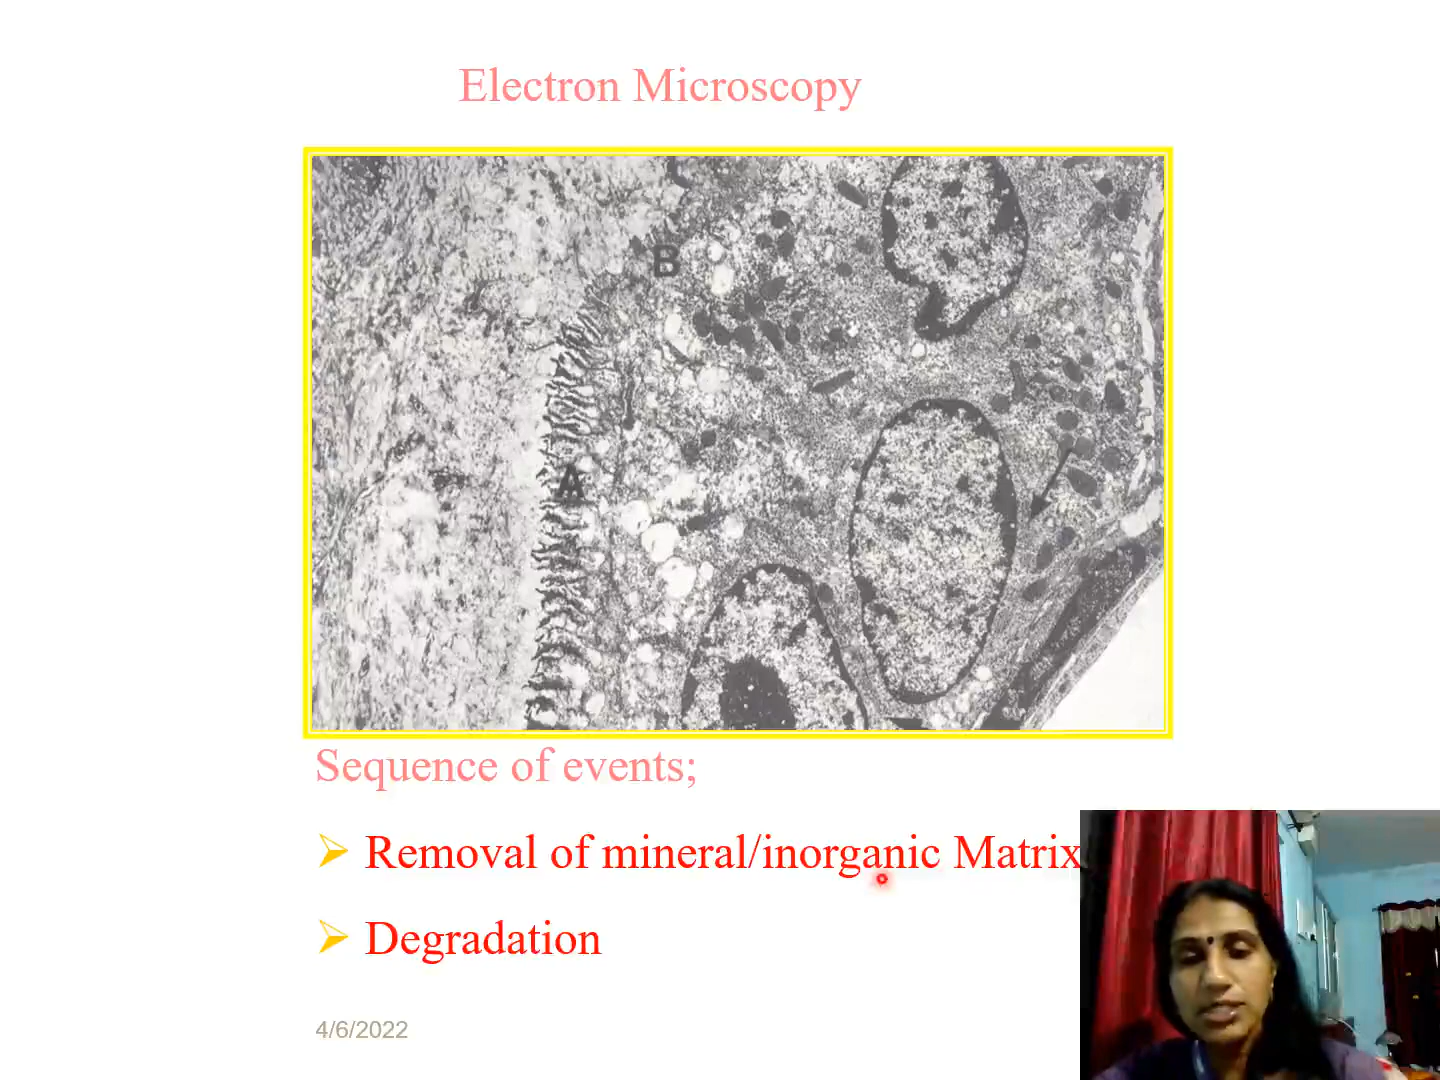 Electron Microscopy
B
A
Sequence of events;
Removal of mineral/inorganic Matrix
Degradation
4/6/2022